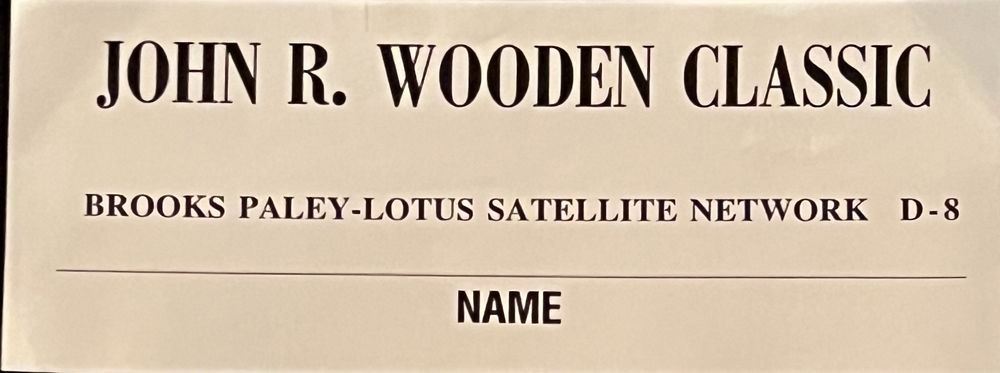 JOHN R. WOODEN CLASSIC
BROOKS PALEY-LOTUS SATELLITE NETWORK D-8
NAME